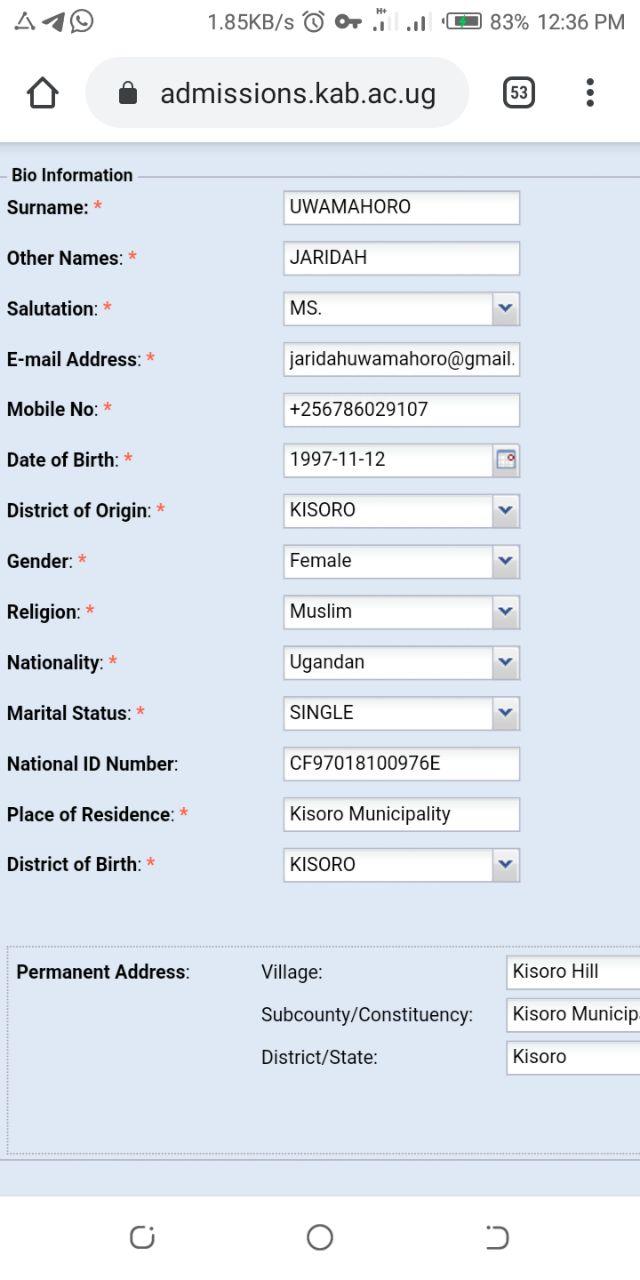 1.85KB/s H+ 83% 12:36 PM
admissions.kab.ac.ug 53
Bio Information
Surname: * UWAMAHORO
Other Names: * JARIDAH
Salutation: * MS.
E-mail Address: * jaridahuwamahoro@gmail.
Mobile No: * +256786029107
Date of Birth: * 1997-11-12
District of Origin: * KISORO
Gender: * Female
Religion: * Muslim
Nationality: * Ugandan
Marital Status: * SINGLE
National ID Number: CF97018100976E
Place of Residence: * Kisoro Municipality
District of Birth: * KISORO
Permanent Address: Village: Kisoro Hill
Subcounty/Constituency: Kisoro Municipa
District/State: Kisoro